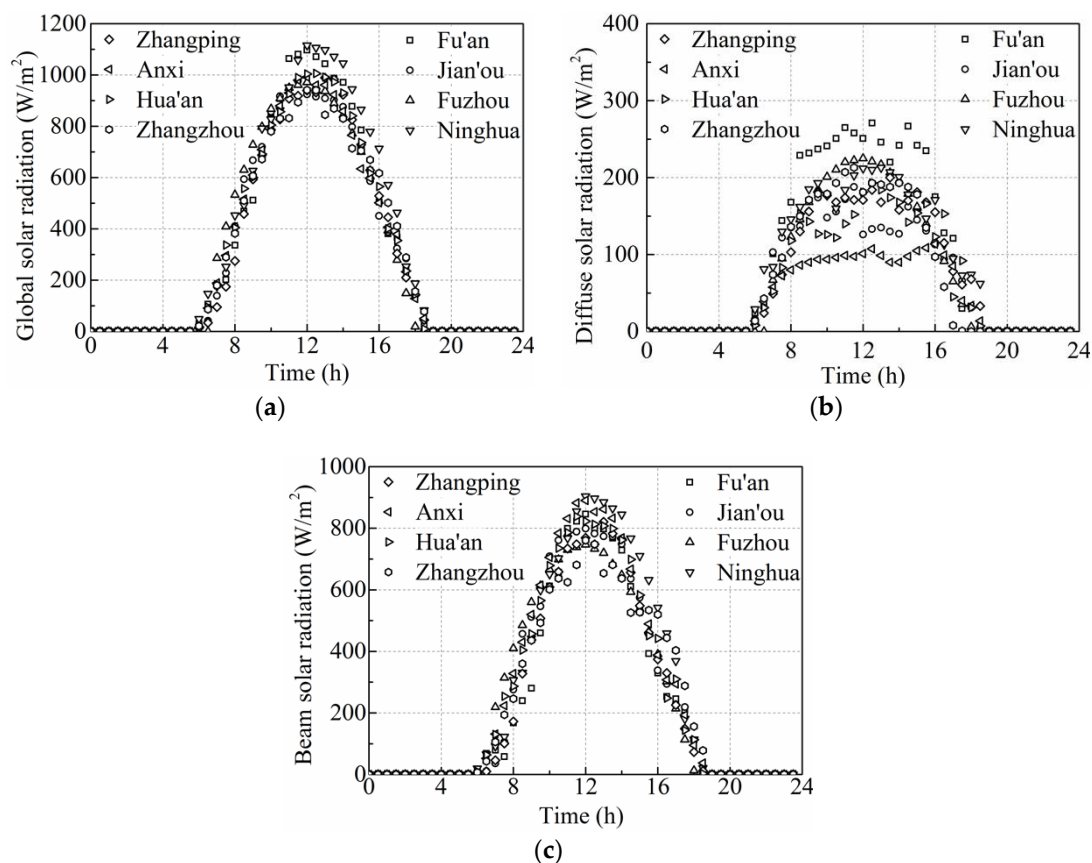 1200
1000
800
600
400
200
0
Global solar radiation (W/m²)
Zhangping
Anxi
Hua'an
Zhangzhou
Fu'an
Jian'ou
Fuzhou
Ninghua
0 4 8 12 16 20 24
Time (h)
(a)
400
300
200
100
0
Diffuse solar radiation (W/m²)
Zhangping
Anxi
Hua'an
Zhangzhou
Fu'an
Jian'ou
Fuzhou
Ninghua
0 4 8 12 16 20 24
Time (h)
(b)
1000
800
600
400
200
0
Beam solar radiation (W/m²)
Zhangping
Anxi
Hua'an
Zhangzhou
Fu'an
Jian'ou
Fuzhou
Ninghua
0 4 8 12 16 20 24
Time (h)
(c)